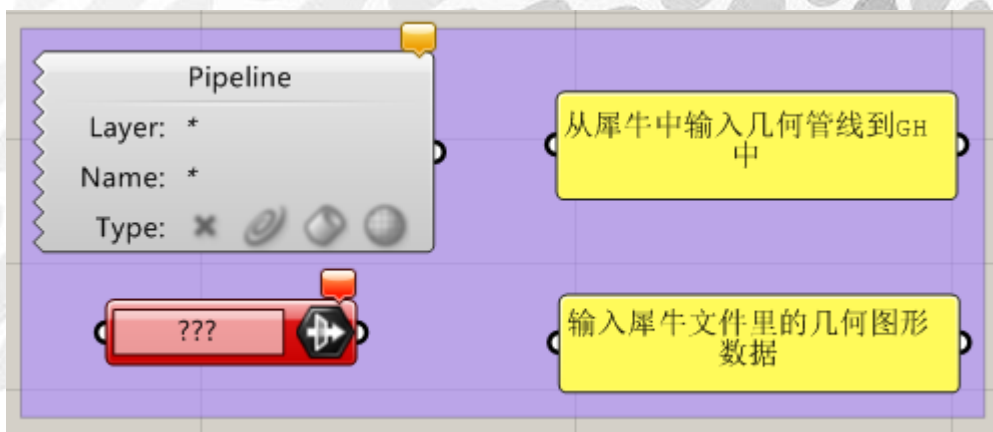 Pipeline
Layer: *
Name: *
Type:
从犀牛中输入几何管线到GH
中
???
输入犀牛文件里的几何图形
数据